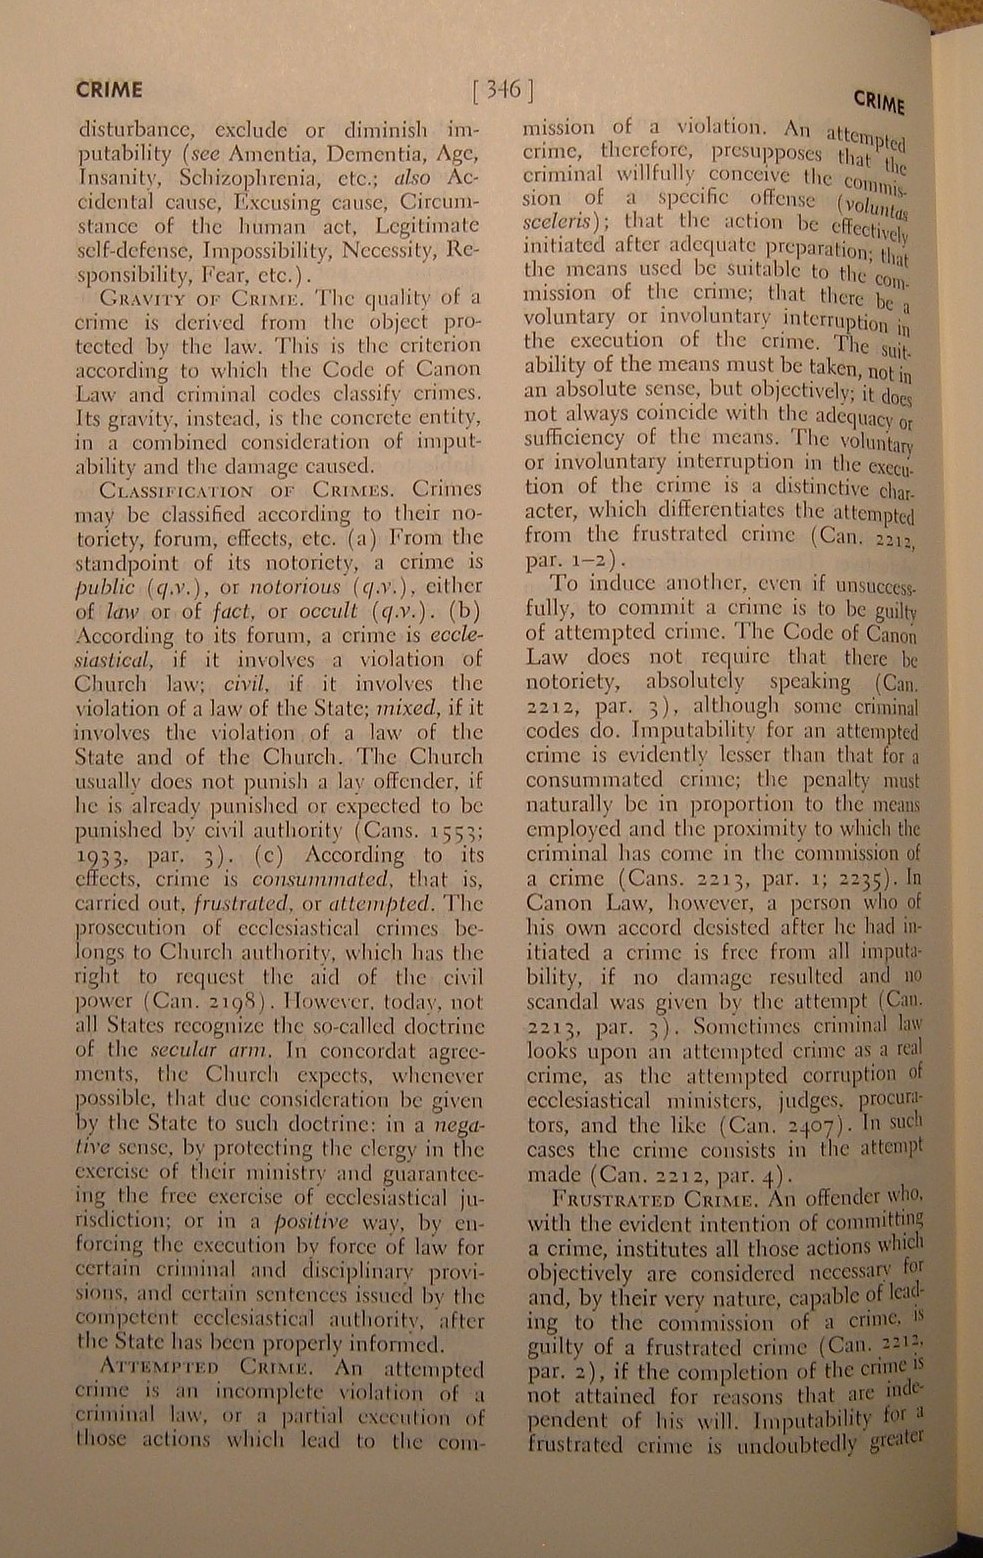 CRIME
[ 346 ]
CRIME
disturbance, exclude or diminish im-
putability (see Amentia, Dementia, Age,
Insanity, Schizophrenia, etc.; also Ac-
cidental cause, Excusing cause, Circum-
stance of the human act, Legitimate
self-defense, Impossibility, Necessity, Re-
sponsibility, Fear, etc.).
GRAVITY OF CRIME. The quality of a
crime is derived from the object pro-
tected by the law. This is the criterion
according to which the Code of Canon
Law and criminal codes classify crimes.
Its gravity, instead, is the concrete entity,
in a combined consideration of imput-
ability and the damage caused.
CLASSIFICATION OF CRIMES. Crimes
may be classified according to their no-
toriety, forum, effects, etc. (a) From the
standpoint of its notoriety, a crime is
public (q.v.), or notorious (q.v.), either
of law or of fact, or occult (q.v.). (b)
According to its forum, a crime is eccle-
siastical, if it involves a violation of
Church law; civil, if it involves the
violation of a law of the State; mixed, if it
involves the violation of a law of the
State and of the Church. The Church
usually does not punish a lay offender, if
he is already punished or expected to be
punished by civil authority (Cans. 1553;
1933, par. 3). (c) According to its
effects, crime is consummated, that is,
carried out, frustrated, or attempted. The
prosecution of ecclesiastical crimes be-
longs to Church authority, which has the
right to request the aid of the civil
power (Can. 2198). However, today, not
all States recognize the so-called doctrine
of the secular arm. In concordat agree-
ments, the Church expects, whenever
possible, that due consideration be given
by the State to such doctrine: in a nega-
tive sense, by protecting the clergy in the
exercise of their ministry and guarantee-
ing the free exercise of ecclesiastical ju-
risdiction; or in a positive way, by en-
forcing the execution by force of law for
certain criminal and disciplinary provi-
sions, and certain sentences issued by the
competent ecclesiastical authority, after
the State has been properly informed.
ATTEMPTED CRIME. An attempted
crime is an incomplete violation of a
criminal law, or a partial execution of
those actions which lead to the com-
mission of a violation. An attempted
crime, therefore, presupposes that the
criminal willfully conceive the commis-
sion of a specific offense (voluntas
sceleris); that the action be effectively
initiated after adequate preparation; that
the means used be suitable to the com-
mission of the crime; that there be a
voluntary or involuntary interruption in
the execution of the crime. The suit-
ability of the means must be taken, not in
an absolute sense, but objectively; it does
not always coincide with the adequacy or
sufficiency of the means. The voluntary
or involuntary interruption in the execu-
tion of the crime is a distinctive char-
acter, which differentiates the attempted
from the frustrated crime (Can. 2212,
par. 1–2).
To induce another, even if unsuccess-
fully, to commit a crime is to be guilty
of attempted crime. The Code of Canon
Law does not require that there be
notoriety, absolutely speaking (Can.
2212, par. 3), although some criminal
codes do. Imputability for an attempted
crime is evidently lesser than that for a
consummated crime; the penalty must
naturally be in proportion to the means
employed and the proximity to which the
criminal has come in the commission of
a crime (Cans. 2213, par. 1; 2235). In
Canon Law, however, a person who of
his own accord desisted after he had in-
itiated a crime is free from all imputa-
bility, if no damage resulted and no
scandal was given by the attempt (Can.
2213, par. 3). Sometimes criminal law
looks upon an attempted crime as a real
crime, as the attempted corruption of
ecclesiastical ministers, judges, procura-
tors, and the like (Can. 2407). In such
cases the crime consists in the attempt
made (Can. 2212, par. 4).
FRUSTRATED CRIME. An offender who,
with the evident intention of committing
a crime, institutes all those actions which
objectively are considered necessary for
and, by their very nature, capable of lead-
ing to the commission of a crime, is
guilty of a frustrated crime (Can. 2212,
par. 2), if the completion of the crime is
not attained for reasons that are inde-
pendent of his will. Imputability for a
frustrated crime is undoubtedly greater